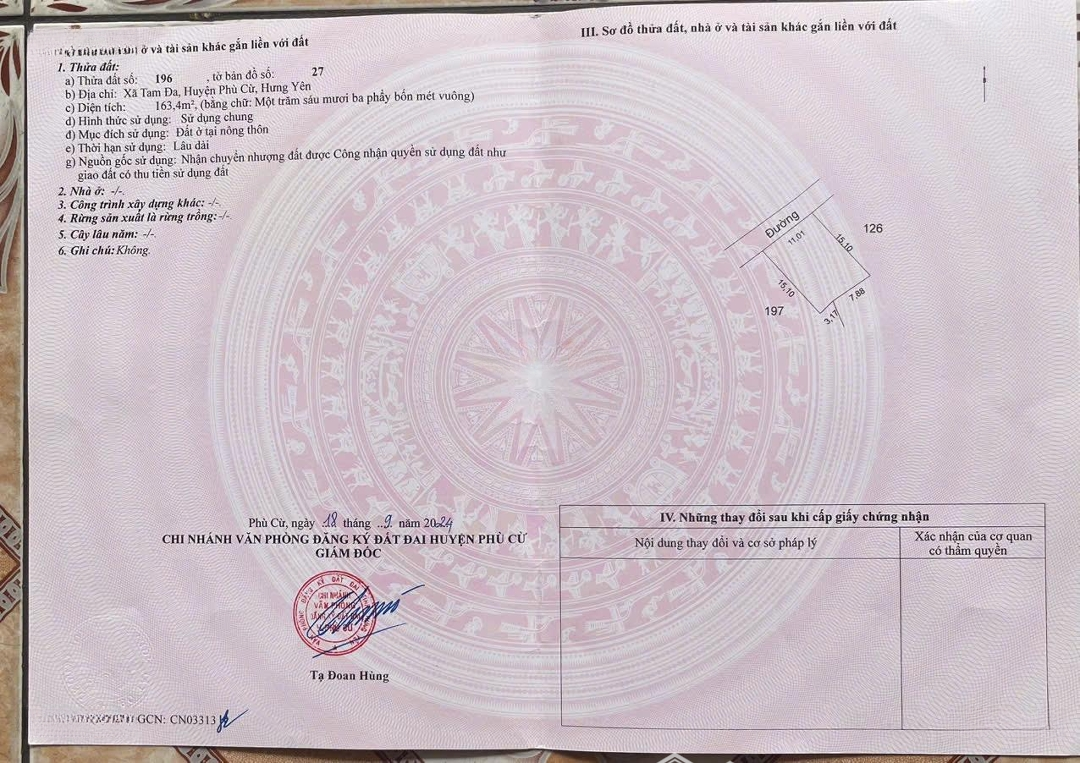 ở và tài sản khác gắn liền với đất
1. Thửa đất:
a) Thửa đất số: 196 , tờ bản đồ số: 27
b) Địa chỉ: Xã Tam Đa, Huyện Phù Cừ, Hưng Yên
c) Diện tích: 163,4m², (bằng chữ: Một trăm sáu mươi ba phẩy bốn mét vuông)
d) Hình thức sử dụng: Sử dụng chung
đ) Mục đích sử dụng: Đất ở tại nông thôn
e) Thời hạn sử dụng: Lâu dài
g) Nguồn gốc sử dụng: Nhận chuyển nhượng đất được Công nhận quyền sử dụng đất như
giao đất có thu tiền sử dụng đất
2. Nhà ở: -/-.
3. Công trình xây dựng khác: -/-.
4. Rừng sản xuất là rừng trồng: -/-.
5. Cây lâu năm: -/-.
6. Ghi chú: Không.
Phù Cừ, ngày 18 tháng 9 năm 2024
CHI NHÁNH VĂN PHÒNG ĐĂNG KÝ ĐẤT ĐAI HUYỆN PHÙ CỪ
GIÁM ĐỐC
CHI NHÁNH
VĂN PHÒNG
Tạ Đoan Hùng
GCN: CN03313
III. Sơ đồ thửa đất, nhà ở và tài sản khác gắn liền với đất
Đường
11,01
15,10
126
15,10
7,88
197
3,17
IV. Những thay đổi sau khi cấp giấy chứng nhận
Nội dung thay đổi và cơ sở pháp lý
Xác nhận của cơ quan
có thẩm quyền